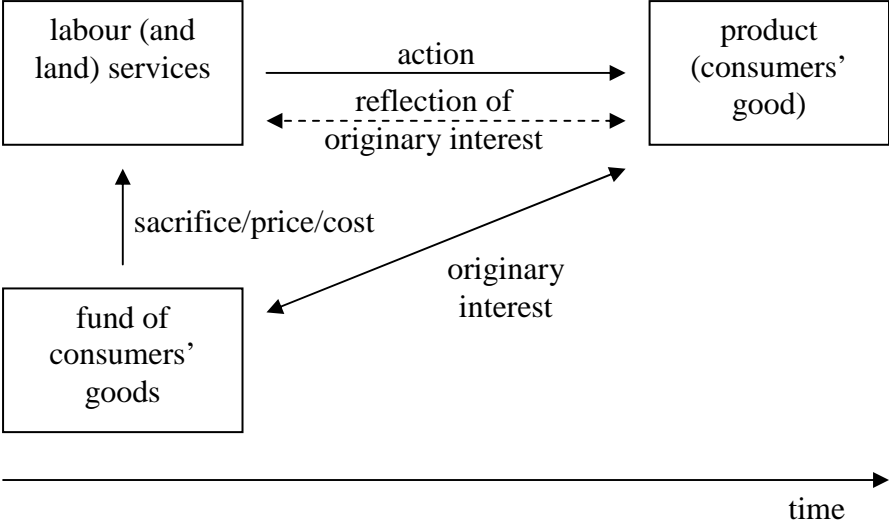 labour (and
land) services
action
reflection of
originary interest
product
(consumers’
good)
sacrifice/price/cost
originary
interest
fund of
consumers’
goods
time